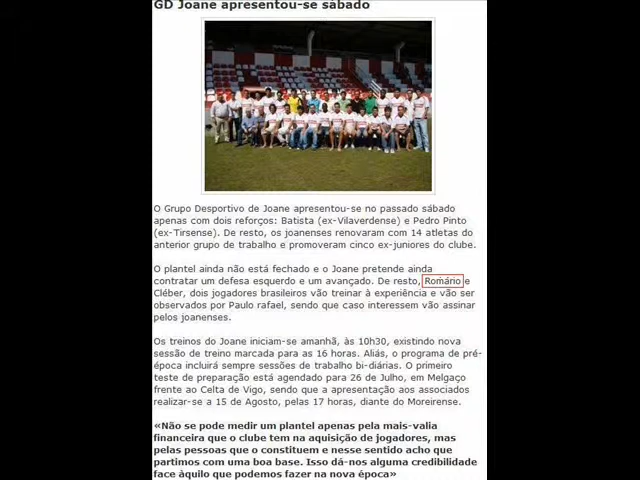 GD Joane apresentou-se sábado
O Grupo Desportivo de Joane apresentou-se no passado sábado
apenas com dois reforços: Batista (ex-Vilaverdense) e Pedro Pinto
(ex-Tirsense). De resto, os joanenses renovaram com 14 atletas do
anterior grupo de trabalho e promoveram cinco ex-juniores do clube.
O plantel ainda não está fechado e o Joane pretende ainda
contratar um defesa esquerdo e um avançado. De resto, Romário e
Cléber, dois jogadores brasileiros vão treinar à experiência e vão ser
observados por Paulo rafael, sendo que caso interessem vão assinar
pelos joanenses.
Os treinos do Joane iniciam-se amanhã, às 10h30, existindo nova
sessão de treino marcada para as 16 horas. Aliás, o programa de pré-
época incluirá sempre sessões de trabalho bi-diárias. O primeiro
teste de preparação está agendado para 26 de Julho, em Melgaço
frente ao Celta de Vigo, sendo que a apresentação aos associados
realizar-se a 15 de Agosto, pelas 17 horas, diante do Moreirense.
«Não se pode medir um plantel apenas pela mais-valia
financeira que o clube tem na aquisição de jogadores, mas
pelas pessoas que o constituem e nesse sentido acho que
partimos com uma boa base. Isso dá-nos alguma credibilidade
face àquilo que podemos fazer na nova época»